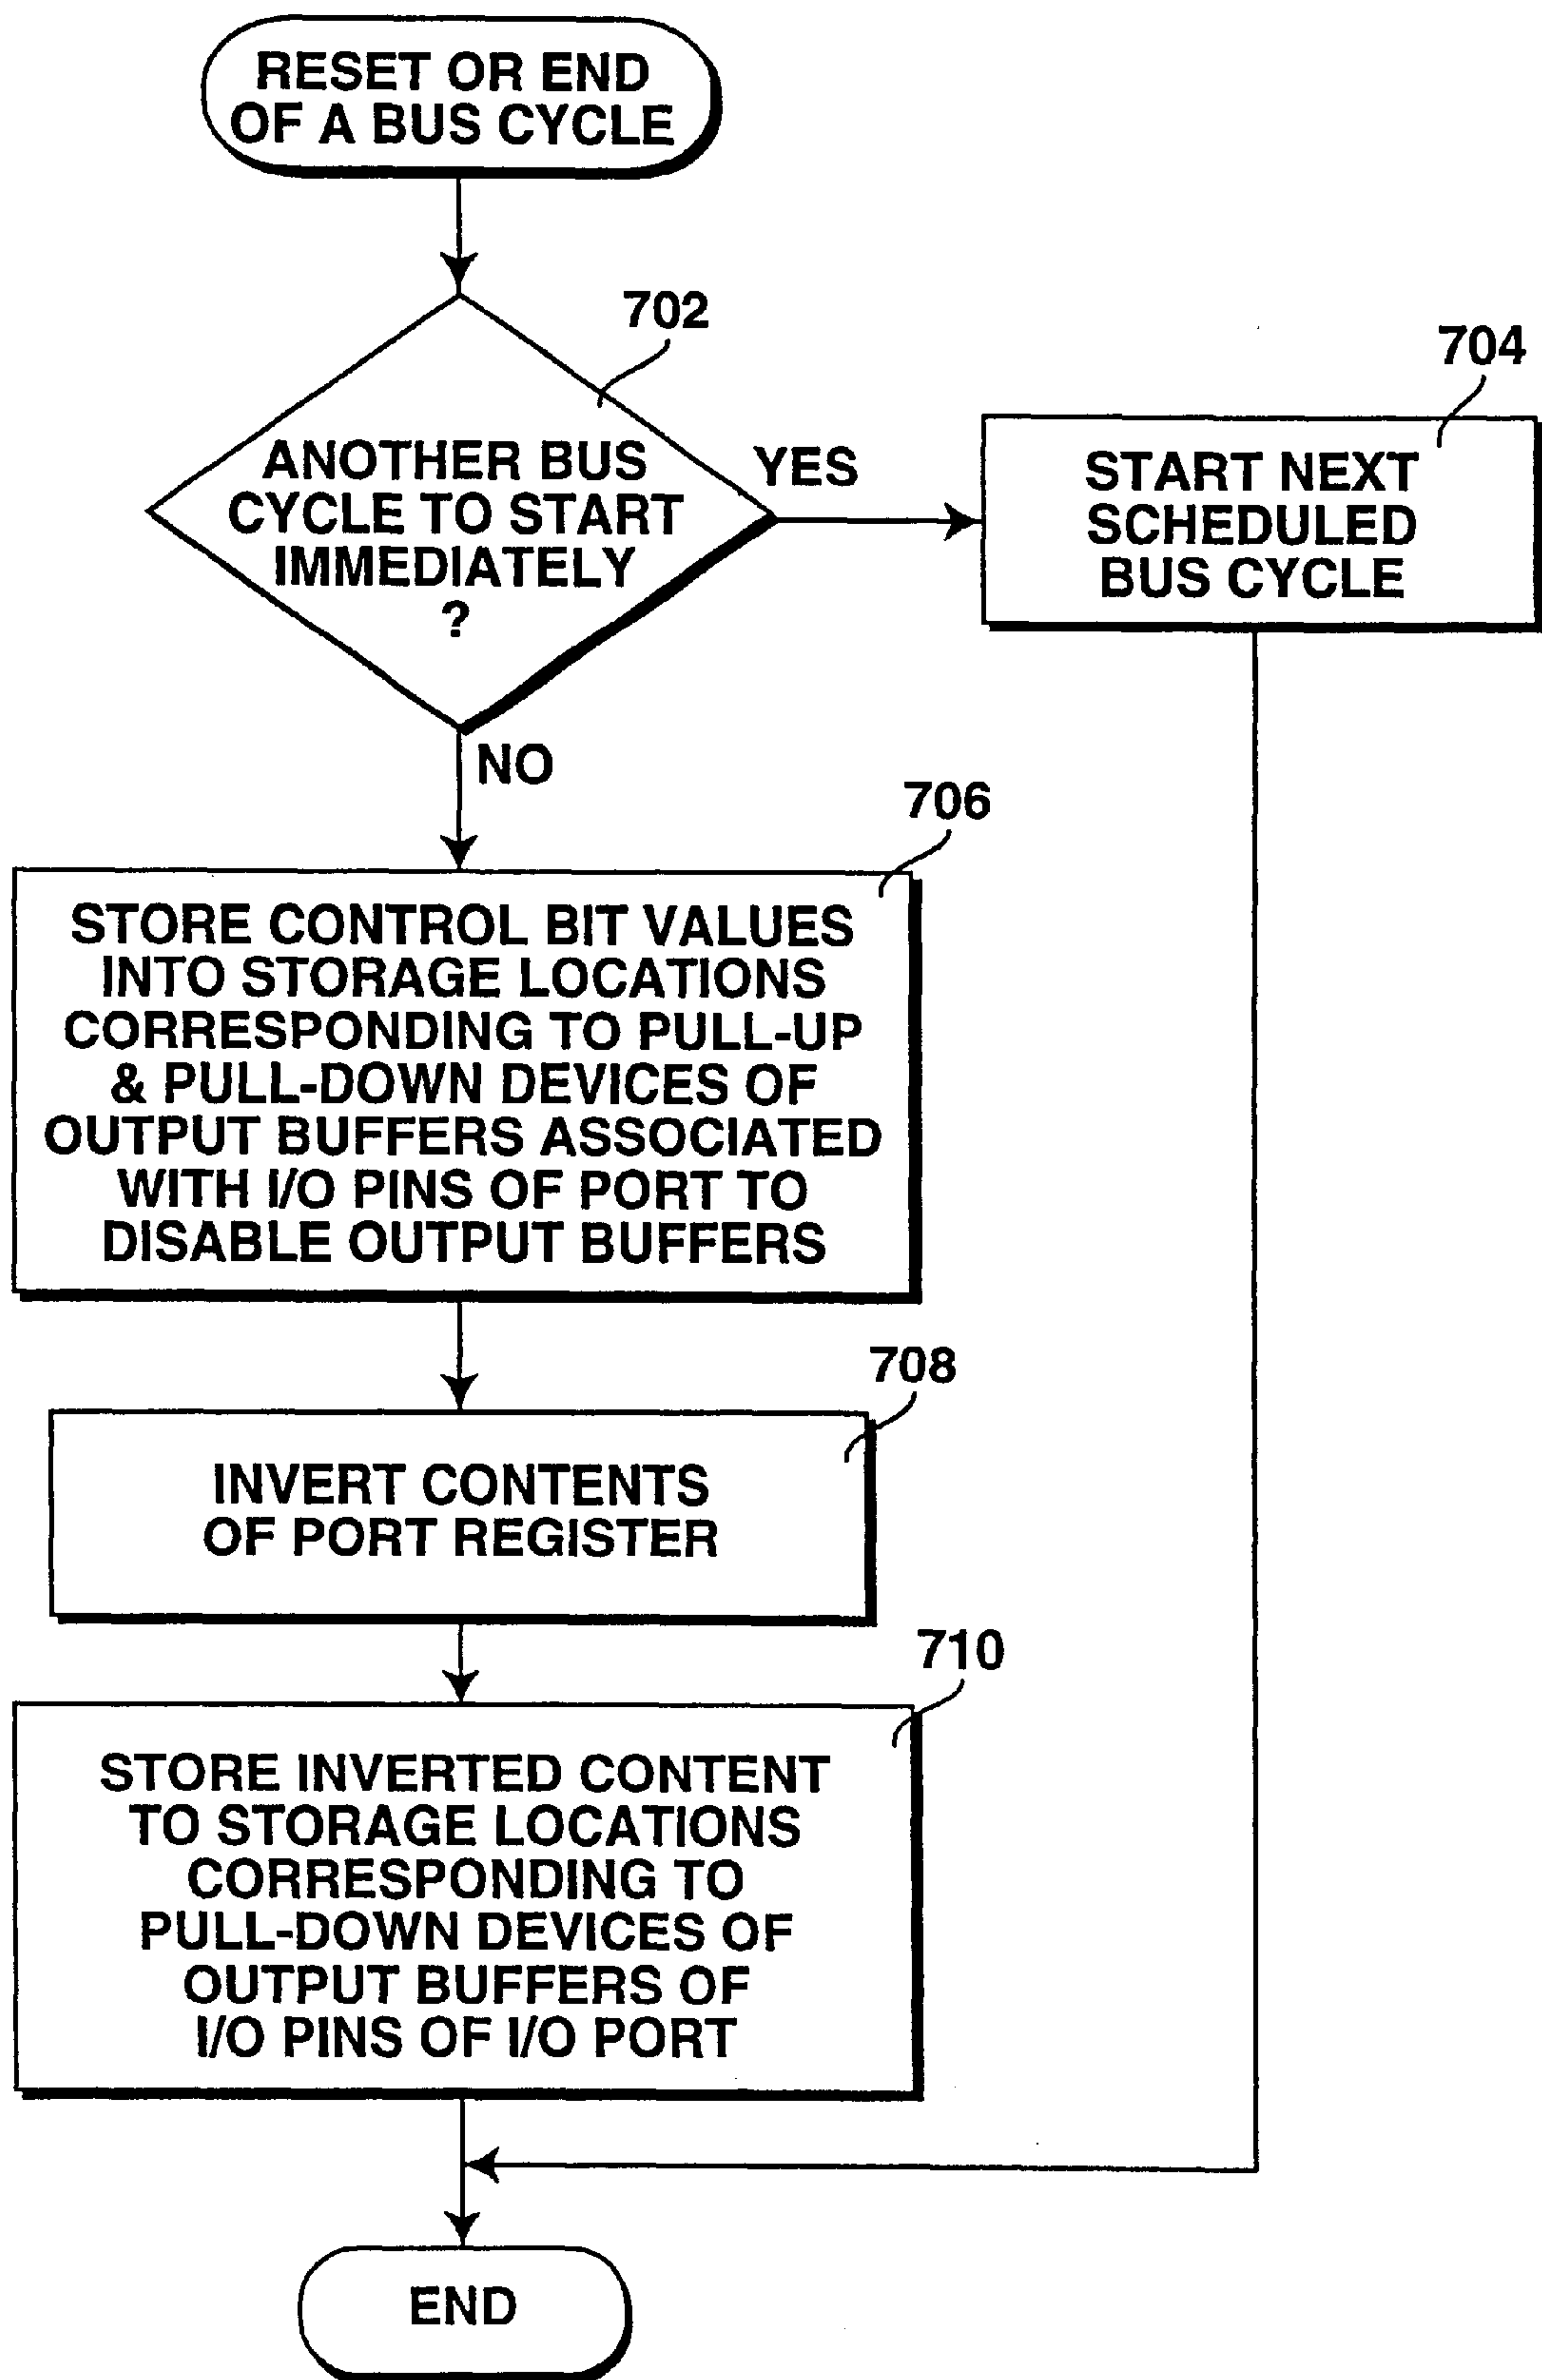 RESET OR END
OF A BUS CYCLE
702
ANOTHER BUS
CYCLE TO START
IMMEDIATELY
?
YES
704
START NEXT
SCHEDULED
BUS CYCLE
NO
706
STORE CONTROL BIT VALUES
INTO STORAGE LOCATIONS
CORRESPONDING TO PULL-UP
& PULL-DOWN DEVICES OF
OUTPUT BUFFERS ASSOCIATED
WITH I/O PINS OF PORT TO
DISABLE OUTPUT BUFFERS
708
INVERT CONTENTS
OF PORT REGISTER
710
STORE INVERTED CONTENT
TO STORAGE LOCATIONS
CORRESPONDING TO
PULL-DOWN DEVICES OF
OUTPUT BUFFERS OF
I/O PINS OF I/O PORT
END